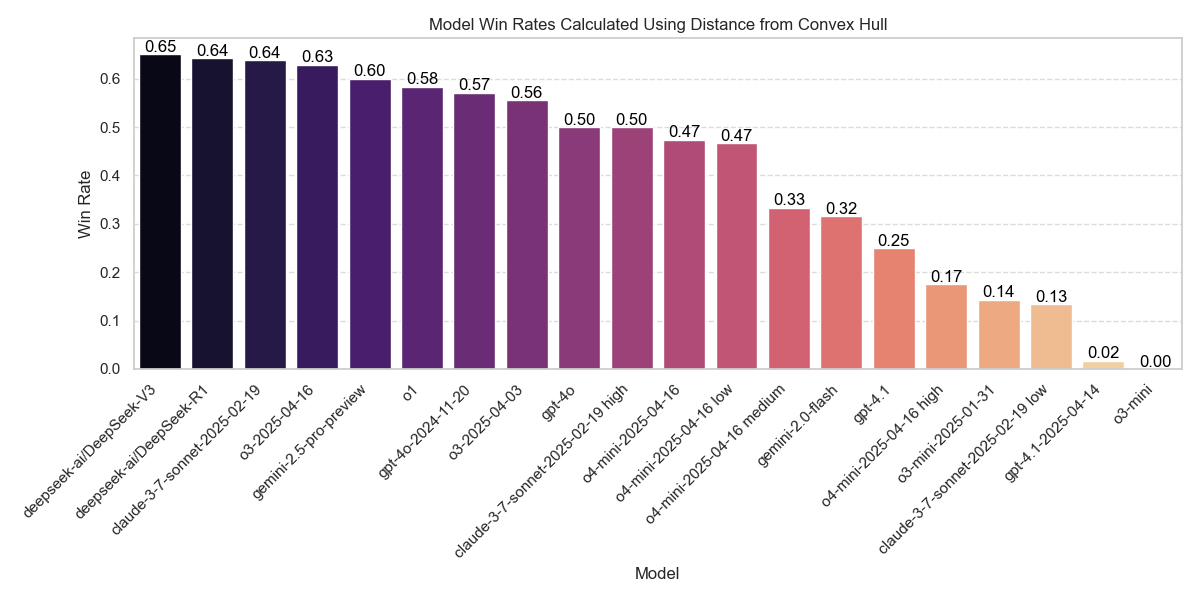 Model Win Rates Calculated Using Distance from Convex Hull
Win Rate
0.6
0.5
0.4
0.3
0.2
0.1
0.0
0.65
0.64
0.64
0.63
0.60
0.58
0.57
0.56
0.50
0.50
0.47
0.47
0.33
0.32
0.25
0.17
0.14
0.13
0.02
0.00
deepseek-ai/DeepSeek-V3
deepseek-ai/DeepSeek-R1
claude-3-7-sonnet-2025-02-19
o3-2025-04-16
gemini-2.5-pro-preview
o1
gpt-4o-2024-11-20
o3-2025-04-03
gpt-4o
claude-3-7-sonnet-2025-02-19 high
o4-mini-2025-04-16
o4-mini-2025-04-16 low
o4-mini-2025-04-16 medium
gemini-2.0-flash
gpt-4.1
o4-mini-2025-04-16 high
o3-mini-2025-01-31
claude-3-7-sonnet-2025-02-19 low
gpt-4.1-2025-04-14
o3-mini
Model